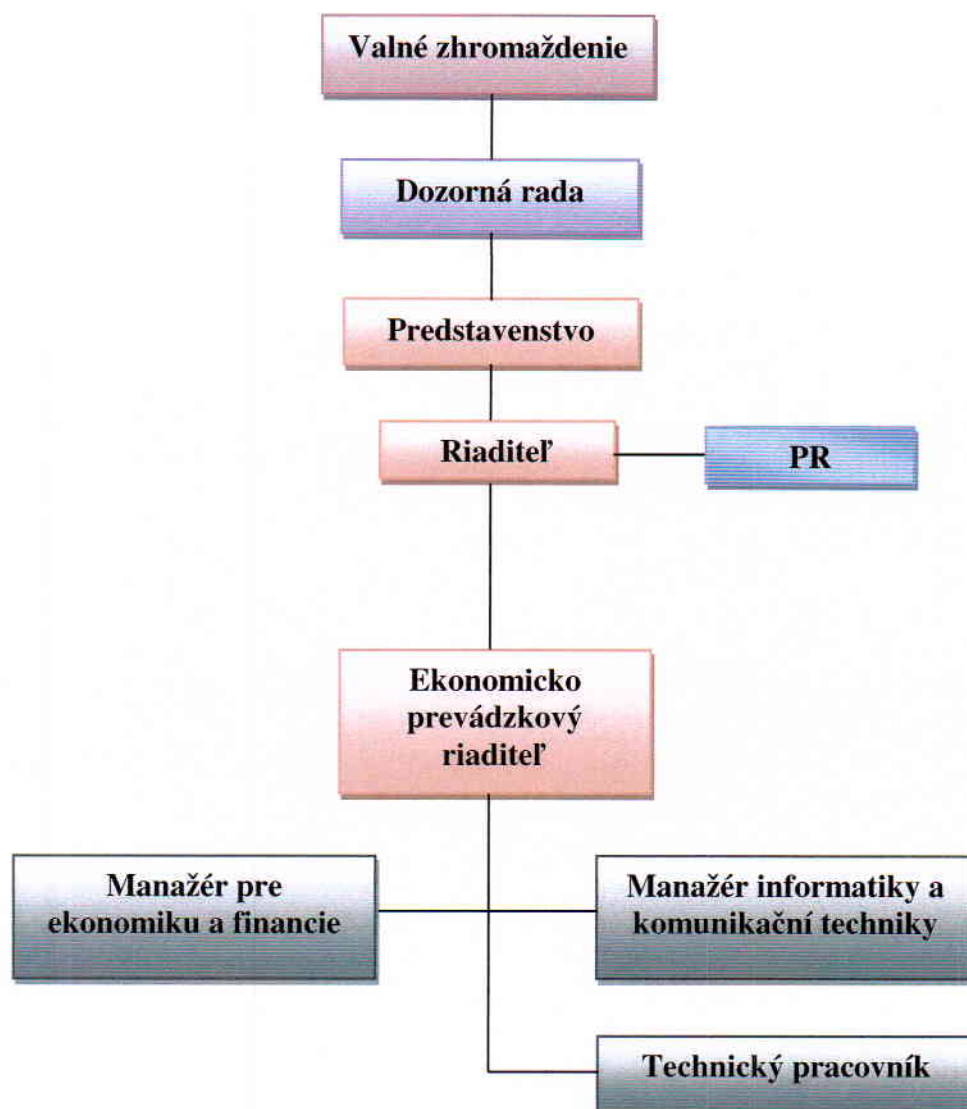 Valné zhromaždenie
Dozorná rada
Predstavenstvo
Riaditeľ
PR
Ekonomicko
prevádzkový
riaditeľ
Manažér pre
ekonomiku a financie
Manažér informatiky a
komunikační techniky
Technický pracovník